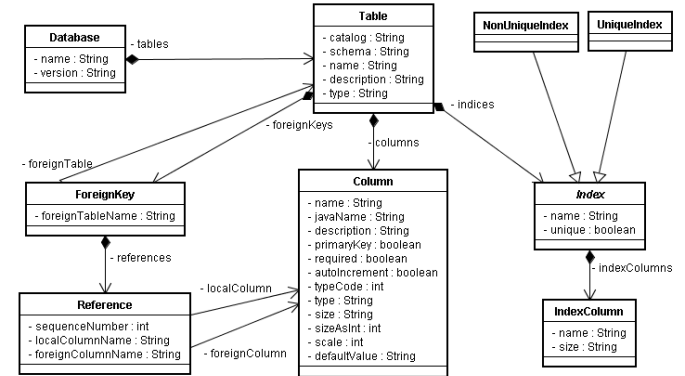 Database
- name : String
- version : String
- tables
Table
- catalog : String
- schema : String
- name : String
- description : String
- type : String
NonUniqueIndex
UniqueIndex
- indices
- foreignKeys
- columns
- foreignTable
ForeignKey
- foreignTableName : String
- references
Column
- name : String
- javaName : String
- description : String
- primaryKey : boolean
- required : boolean
- autoIncrement : boolean
- typeCode : int
- type : String
- size : String
- sizeAsInt : int
- scale : int
- defaultValue : String
Index
- name : String
- unique : boolean
- indexColumns
- localColumn
Reference
- sequenceNumber : int
- localColumnName : String
- foreignColumnName : String
- foreignColumn
IndexColumn
- name : String
- size : String